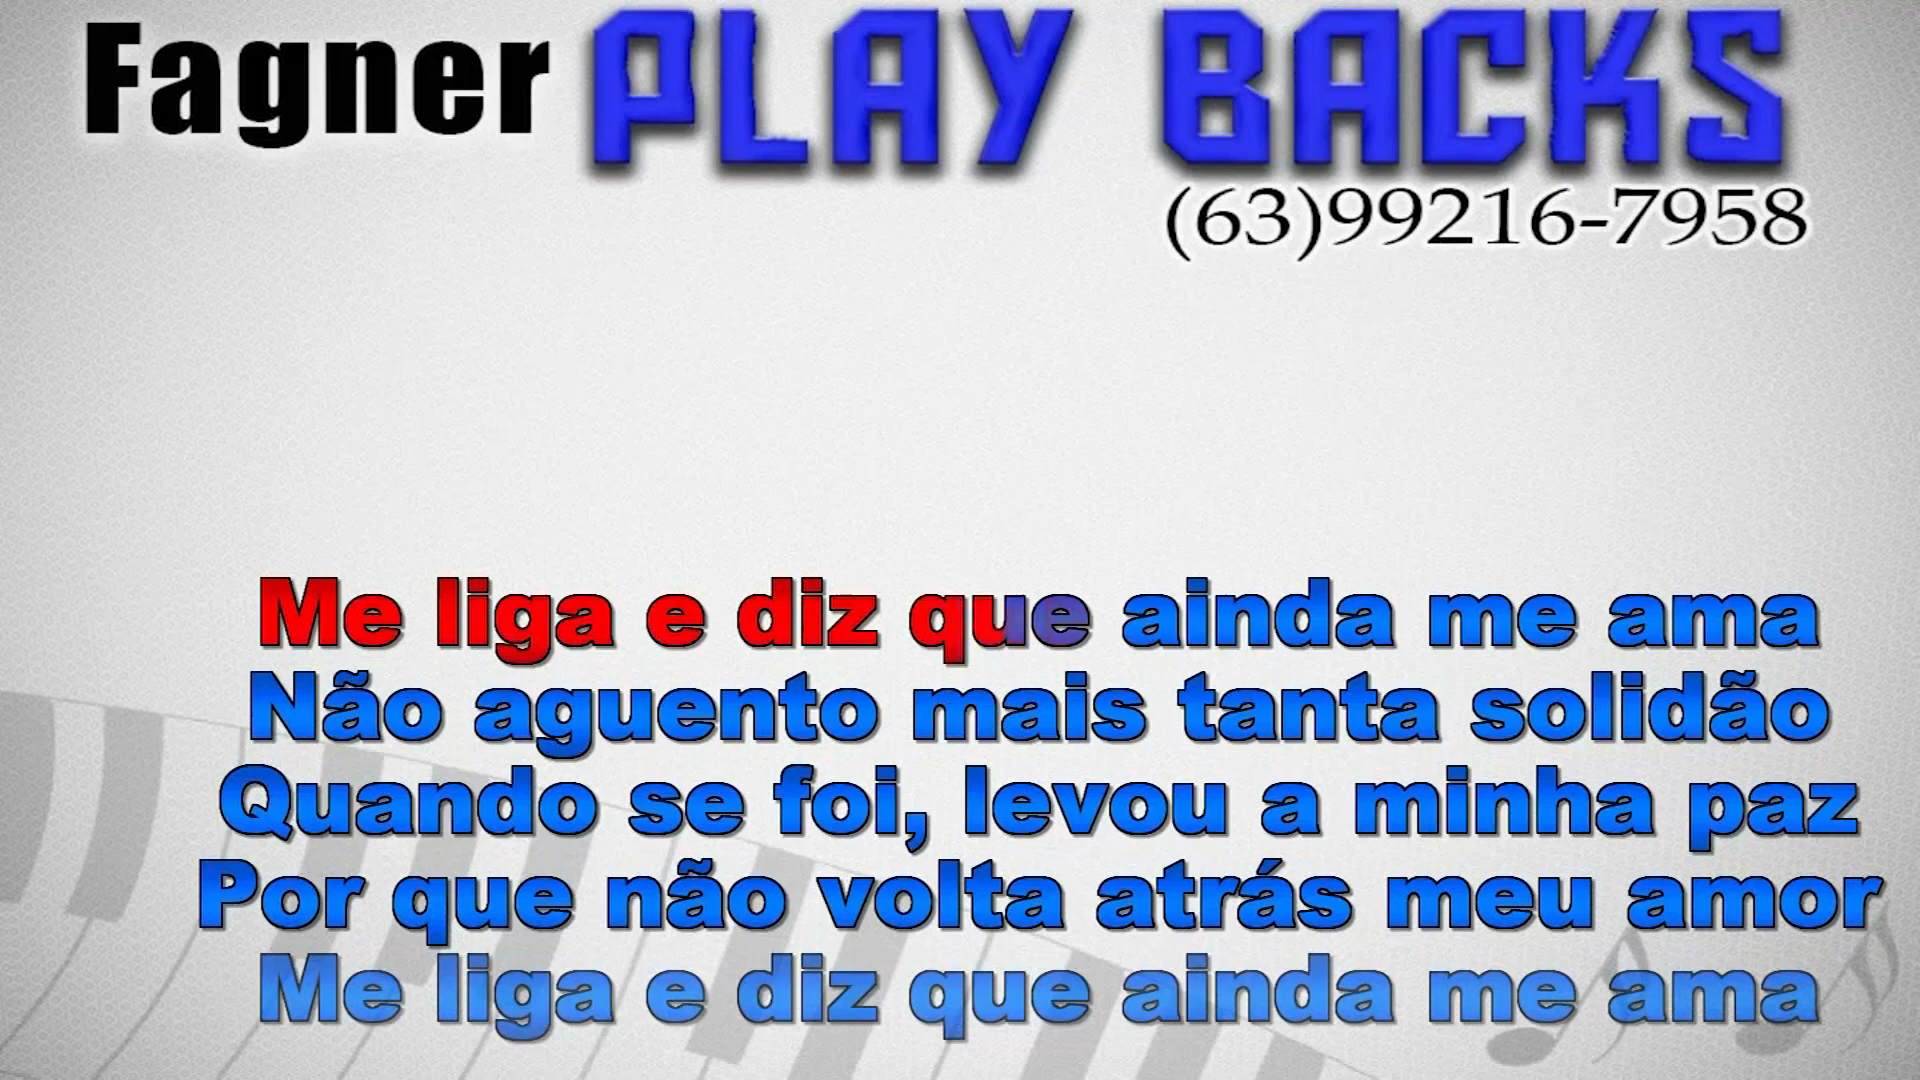 Fagner PLAY BACKS
(63)99216-7958
Me liga e diz que ainda me ama
Não aguento mais tanta solidão
Quando se foi, levou a minha paz
Por que não volta atrás meu amor
Me liga e diz que ainda me ama